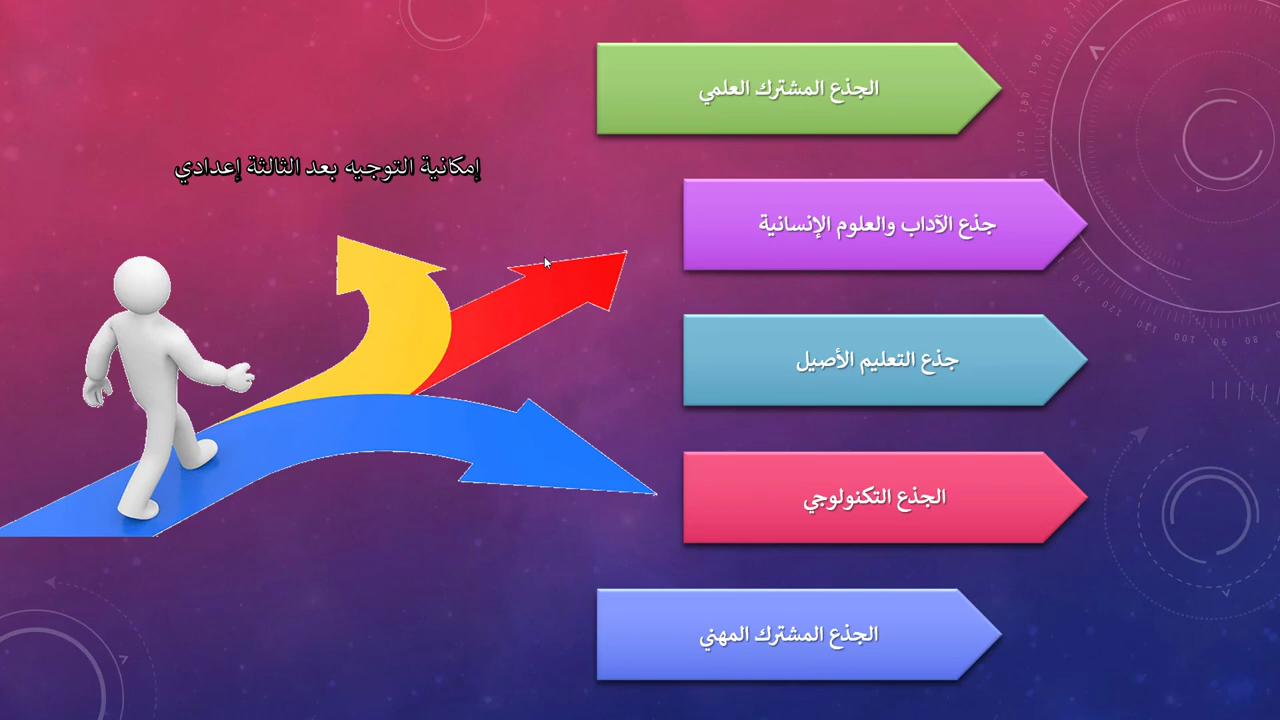 إمكانية التوجيه بعد الثالثة إعدادي
الجذع المشترك العلمي
جذع الآداب والعلوم الإنسانية
جذع التعليم الأصيل
الجذع التكنولوجي
الجذع المشترك المهني